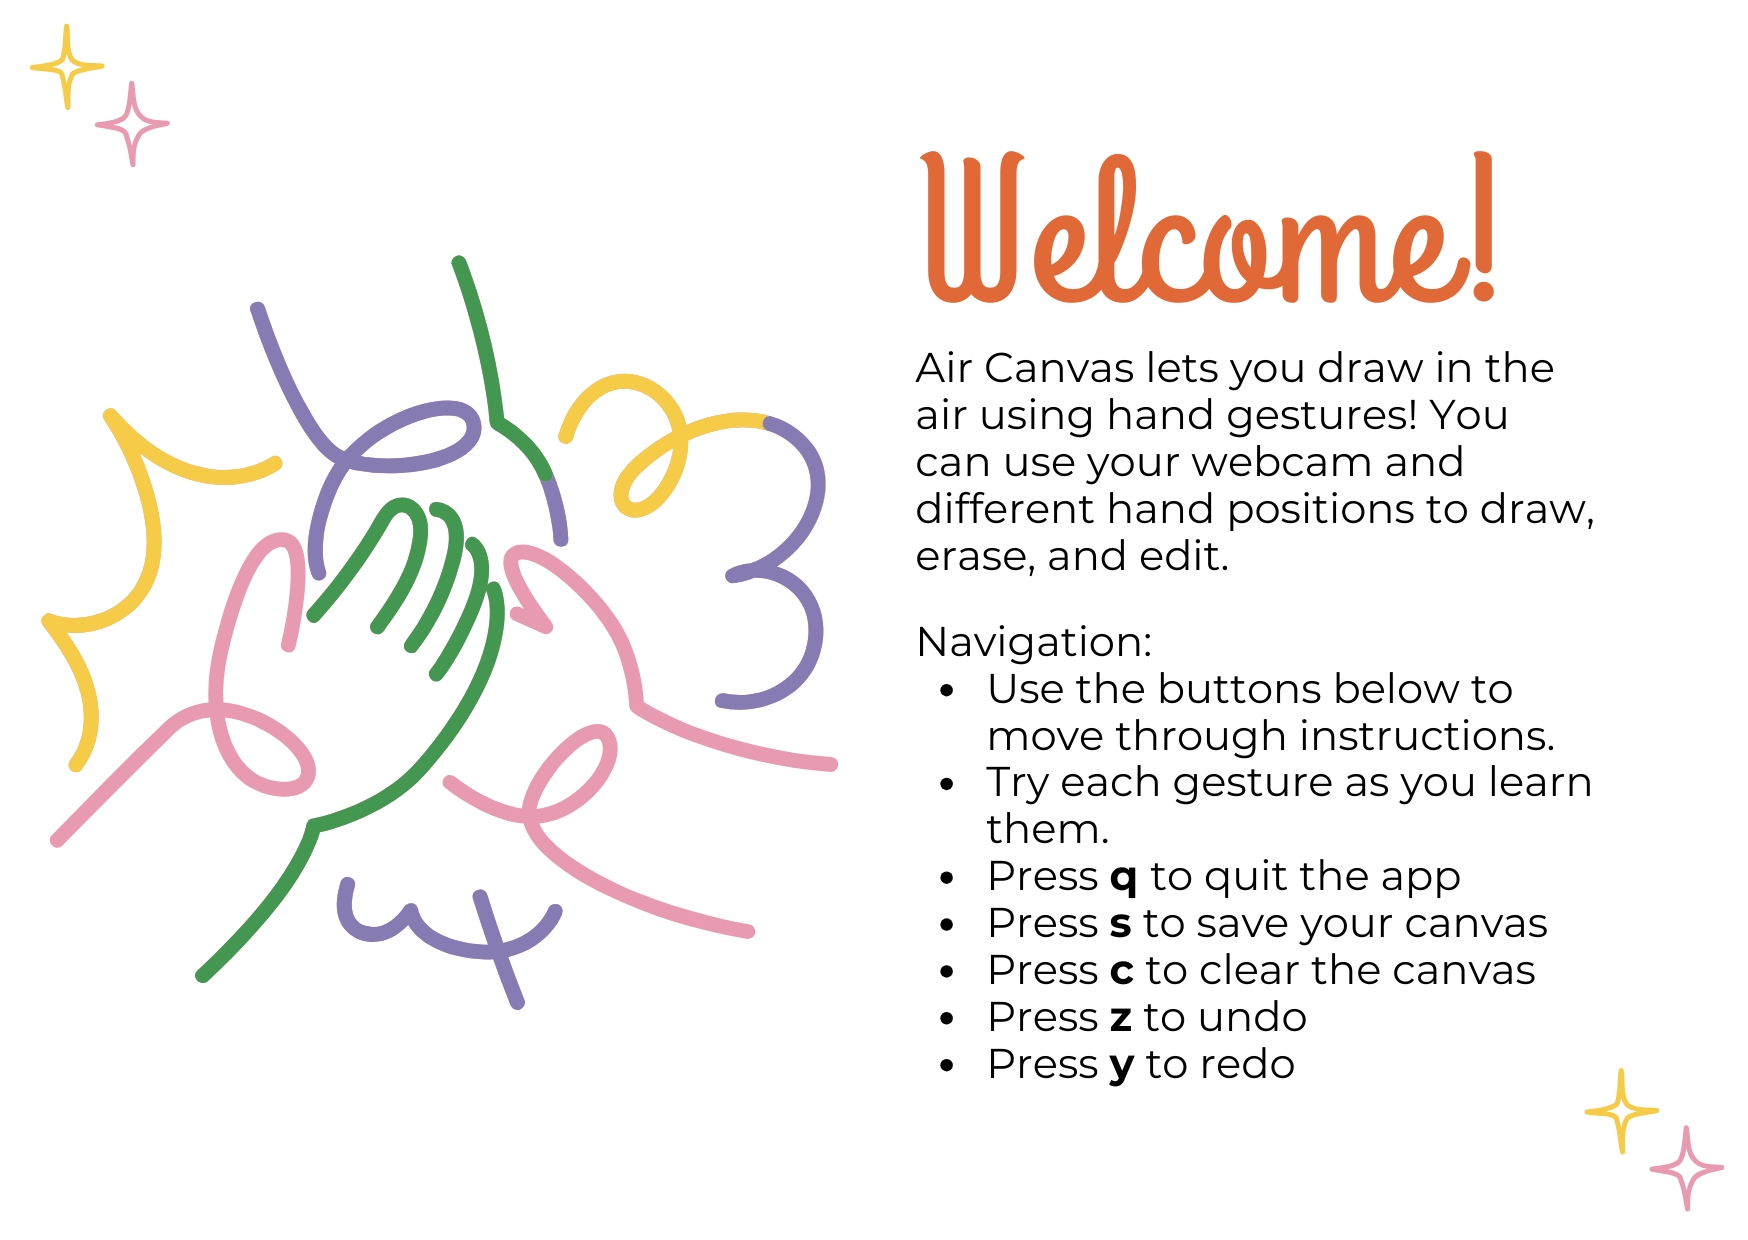 Welcome!
Air Canvas lets you draw in the
air using hand gestures! You
can use your webcam and
different hand positions to draw,
erase, and edit.
Navigation:
• Use the buttons below to
move through instructions.
• Try each gesture as you learn
them.
• Press q to quit the app
• Press s to save your canvas
• Press c to clear the canvas
• Press z to undo
• Press y to redo